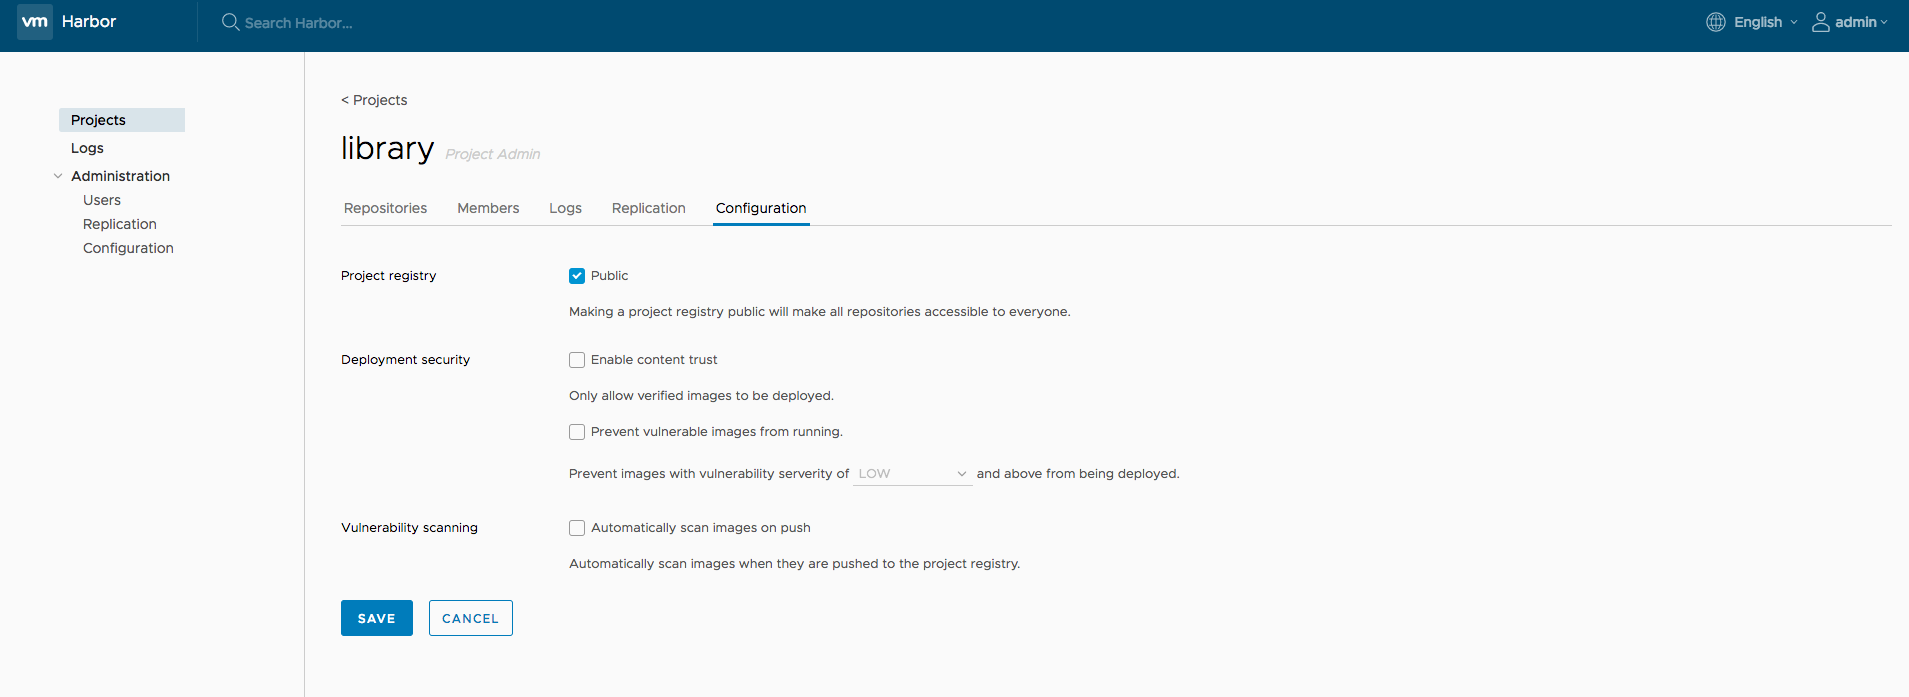 vm Harbor Search Harbor... English admin
Projects
Logs
Administration
Users
Replication
Configuration
< Projects
library Project Admin
Repositories Members Logs Replication Configuration
Project registry Public
Making a project registry public will make all repositories accessible to everyone.
Deployment security Enable content trust
Only allow verified images to be deployed.
Prevent vulnerable images from running.
Prevent images with vulnerability serverity of LOW and above from being deployed.
Vulnerability scanning Automatically scan images on push
Automatically scan images when they are pushed to the project registry.
SAVE CANCEL